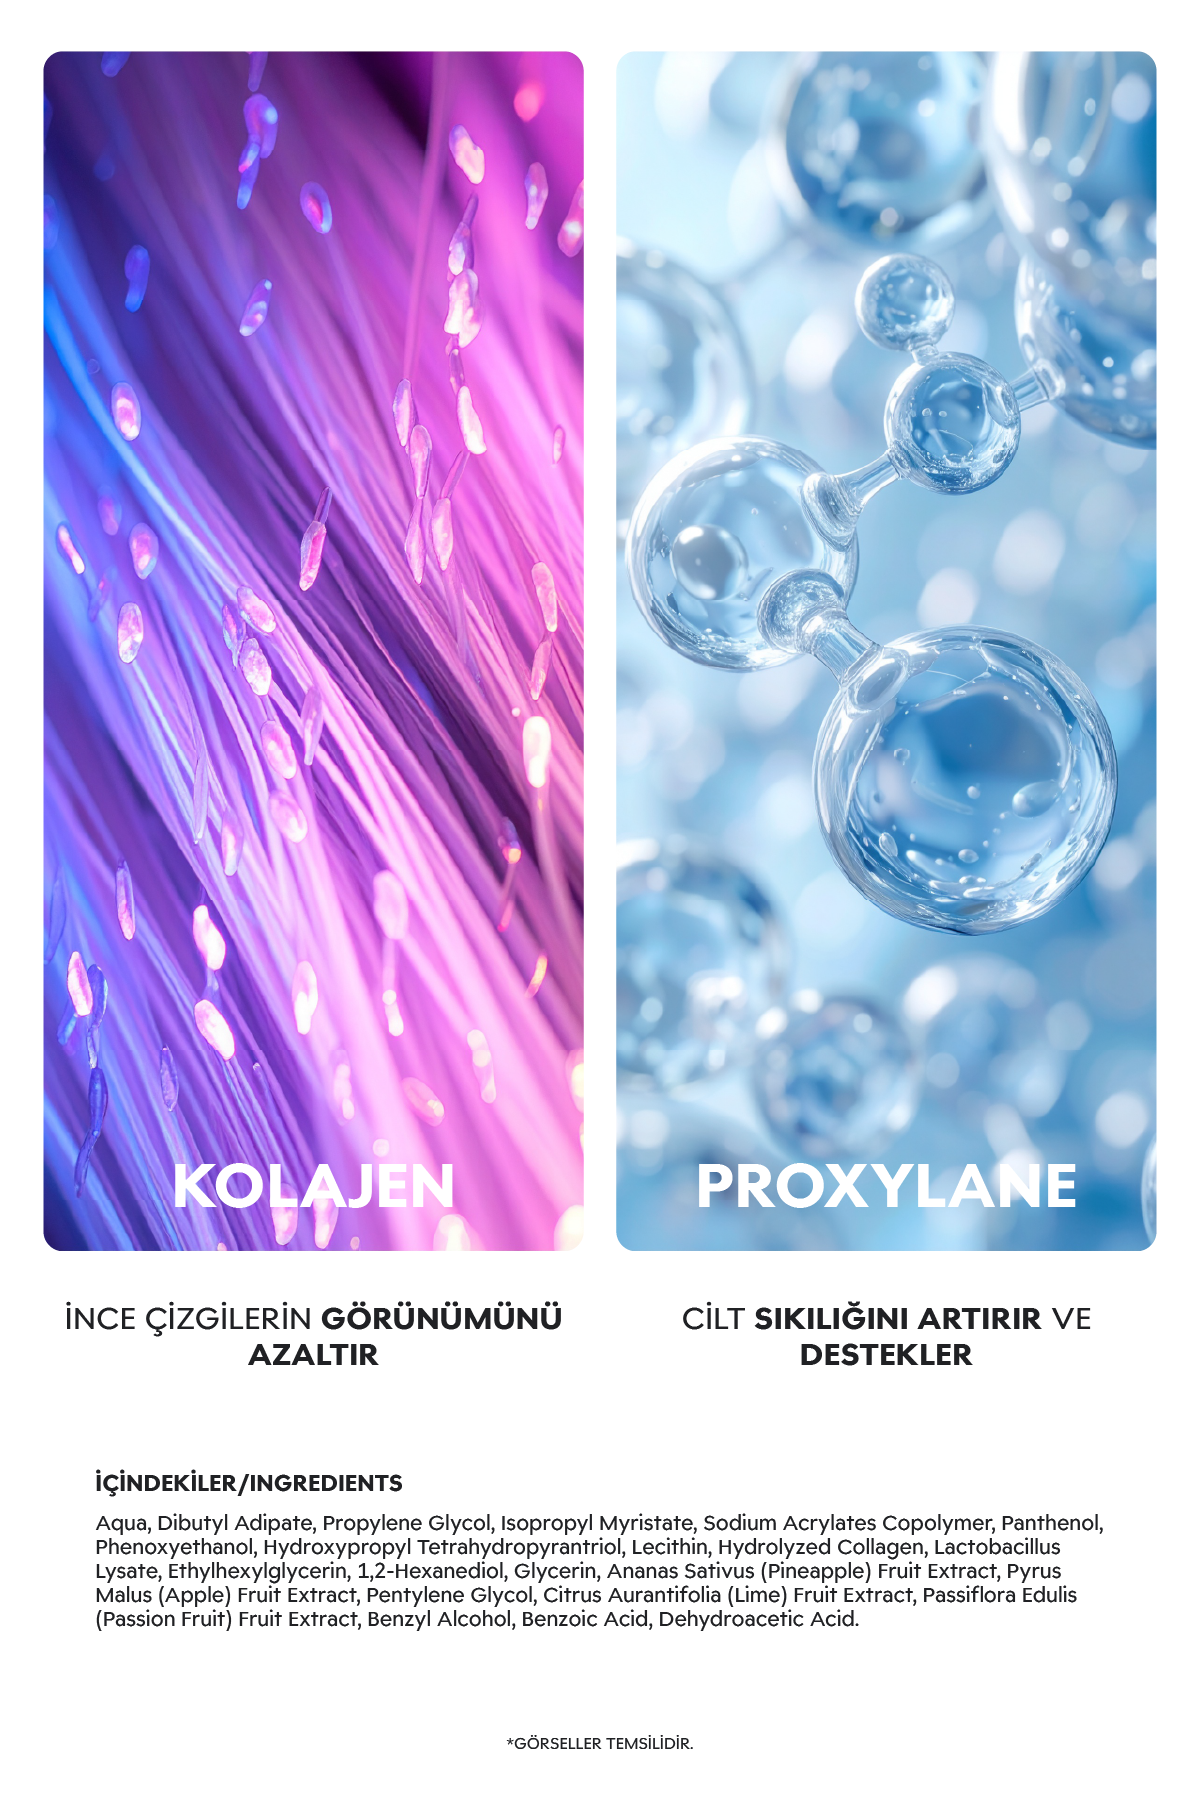 KOLAJEN
PROXYLANE
İNCE ÇİZGİLERİN GÖRÜNÜMÜNÜ
AZALTIR
CİLT SIKILIĞINI ARTIRIR VE
DESTEKLER
İÇİNDEKİLER/INGREDIENTS
Aqua, Dibutyl Adipate, Propylene Glycol, Isopropyl Myristate, Sodium Acrylates Copolymer, Panthenol,
Phenoxyethanol, Hydroxypropyl Tetrahydropyrantriol, Lecithin, Hydrolyzed Collagen, Lactobacillus
Lysate, Ethylhexylglycerin, 1,2-Hexanediol, Glycerin, Ananas Sativus (Pineapple) Fruit Extract, Pyrus
Malus (Apple) Fruit Extract, Pentylene Glycol, Citrus Aurantifolia (Lime) Fruit Extract, Passiflora Edulis
(Passion Fruit) Fruit Extract, Benzyl Alcohol, Benzoic Acid, Dehydroacetic Acid.
*GÖRSELLER TEMSİLİDİR.